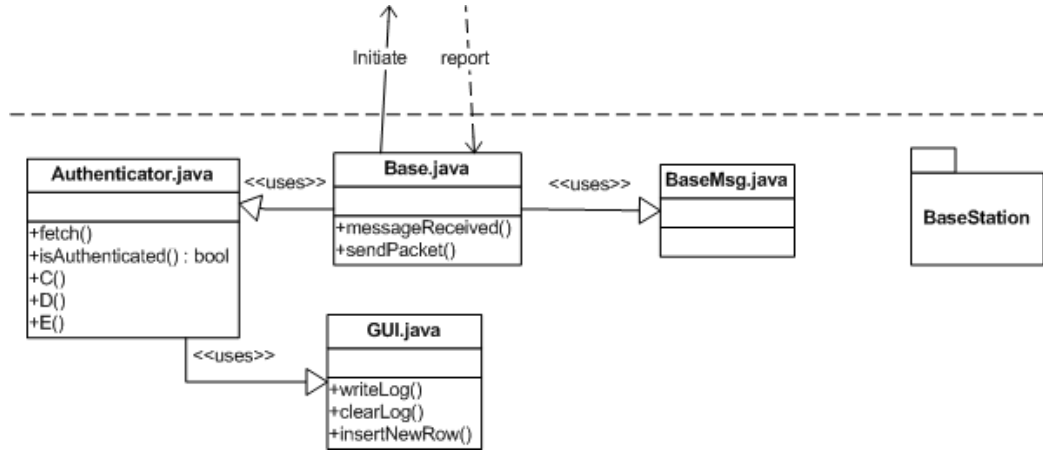 Initiate
report
Authenticator.java
+fetch()
+isAuthenticated() : bool
+C()
+D()
+E()
<<uses>>
Base.java
+messageReceived()
+sendPacket()
<<uses>>
BaseMsg.java
BaseStation
<<uses>>
GUI.java
+writeLog()
+clearLog()
+insertNewRow()